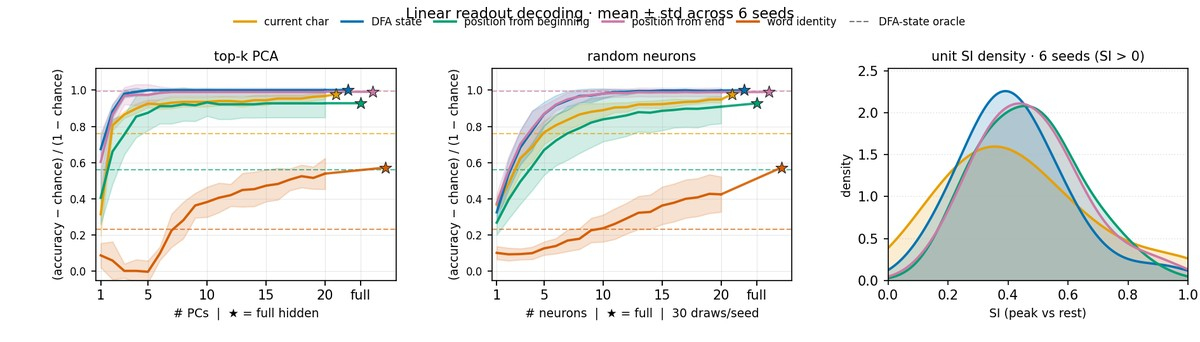 Linear readout decoding · mean ± std across 6 seeds
current char DFA state position from beginning position from end word identity DFA-state oracle
top-k PCA
random neurons
unit SI density · 6 seeds (SI > 0)
(accuracy − chance) / (1 − chance)
1.0
0.8
0.6
0.4
0.2
0.0
1 5 10 15 20 full
# PCs | ★ = full hidden
(accuracy − chance) / (1 − chance)
1.0
0.8
0.6
0.4
0.2
0.0
1 5 10 15 20 full
# neurons | ★ = full | 30 draws/seed
density
2.5
2.0
1.5
1.0
0.5
0.0
0.0 0.2 0.4 0.6 0.8 1.0
SI (peak vs rest)